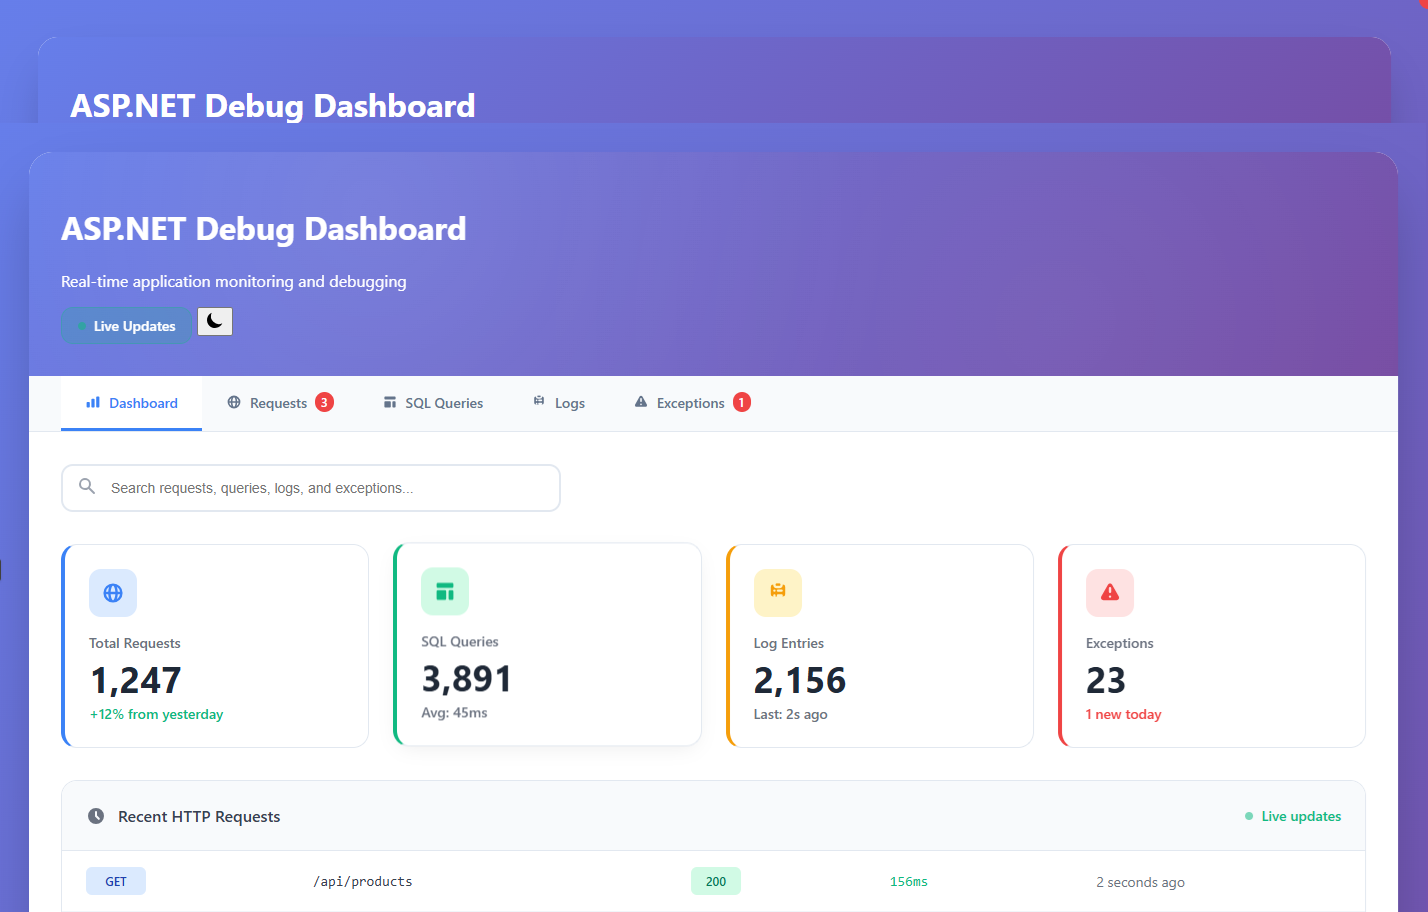 ASP.NET Debug Dashboard
ASP.NET Debug Dashboard
Real-time application monitoring and debugging
Live Updates
Dashboard Requests 3 SQL Queries Logs Exceptions 1
Search requests, queries, logs, and exceptions...
Total Requests
1,247
+12% from yesterday
SQL Queries
3,891
Avg: 45ms
Log Entries
2,156
Last: 2s ago
Exceptions
23
1 new today
Recent HTTP Requests Live updates
GET /api/products 200 156ms 2 seconds ago